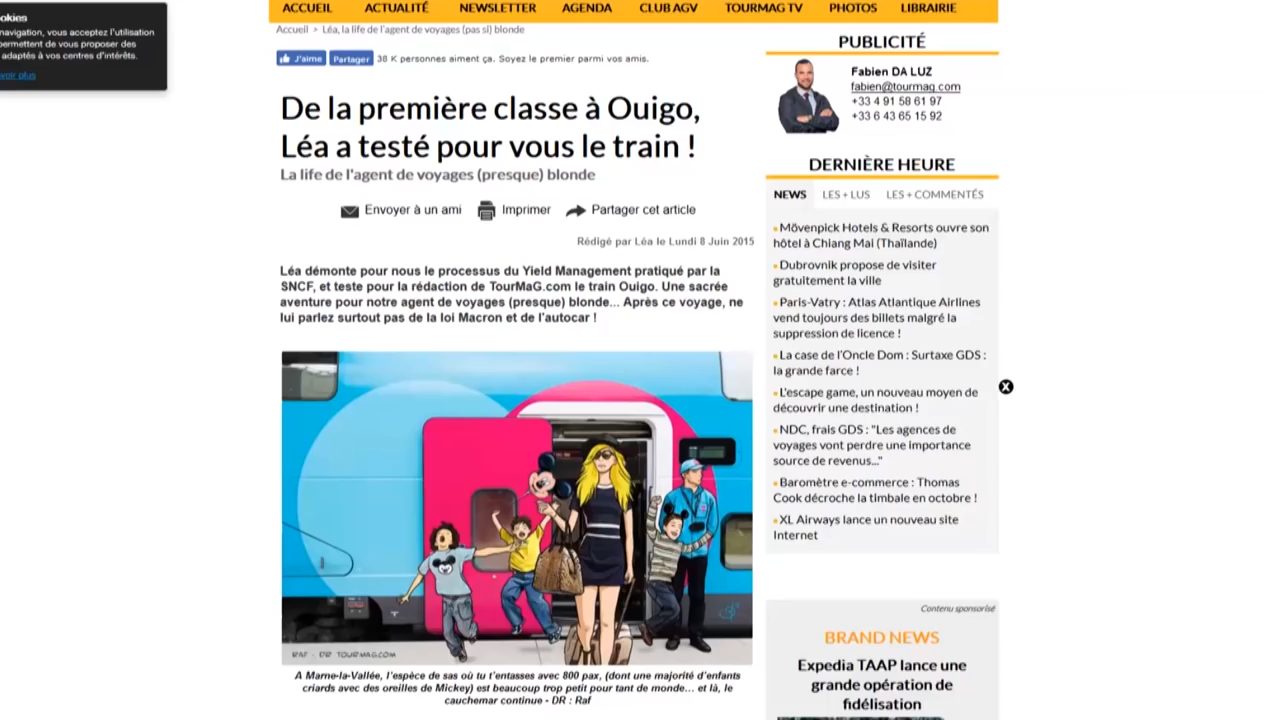 okies
navigation, vous acceptez l'utilisation
permettent de vous proposer des
adaptés à vos centres d'intérêts.
avoir plus
ACCUEIL ACTUALITÉ NEWSLETTER AGENDA CLUB AGV TOURMAG TV PHOTOS LIBRAIRIE
Accueil > Léa, la life de l'agent de voyages (pas si) blonde
J'aime Partager 38 K personnes aiment ça. Soyez le premier parmi vos amis.
De la première classe à Ouigo,
Léa a testé pour vous le train !
La life de l'agent de voyages (presque) blonde
Envoyer à un ami Imprimer Partager cet article
Rédigé par Léa le Lundi 8 Juin 2015
Léa démonte pour nous le processus du Yield Management pratiqué par la
SNCF, et teste pour la rédaction de TourMaG.com le train Ouigo. Une sacrée
aventure pour notre agent de voyages (presque) blonde... Après ce voyage, ne
lui parlez surtout pas de la loi Macron et de l'autocar !
RAF - DR TOURMAG.COM
A Marne-la-Vallée, l'espèce de sas où tu t'entasses avec 800 pax, (dont une majorité d'enfants
criards avec des oreilles de Mickey) est beaucoup trop petit pour tant de monde... et là, le
cauchemar continue - DR : Raf
PUBLICITÉ
Fabien DA LUZ
fabien@tourmag.com
+33 4 91 58 61 97
+33 6 43 65 15 92
DERNIÈRE HEURE
NEWS LES + LUS LES + COMMENTÉS
Mövenpick Hotels & Resorts ouvre son
hôtel à Chiang Mai (Thaïlande)
Dubrovnik propose de visiter
gratuitement la ville
Paris-Vatry : Atlas Atlantique Airlines
vend toujours des billets malgré la
suppression de licence !
La case de l'Oncle Dom : Surtaxe GDS :
la grande farce !
L'escape game, un nouveau moyen de
découvrir une destination !
NDC, frais GDS : "Les agences de
voyages vont perdre une importance
source de revenus..."
Baromètre e-commerce : Thomas
Cook décroche la timbale en octobre !
XL Airways lance un nouveau site
Internet
X
Contenu sponsorisé
BRAND NEWS
Expedia TAAP lance une
grande opération de
fidélisation